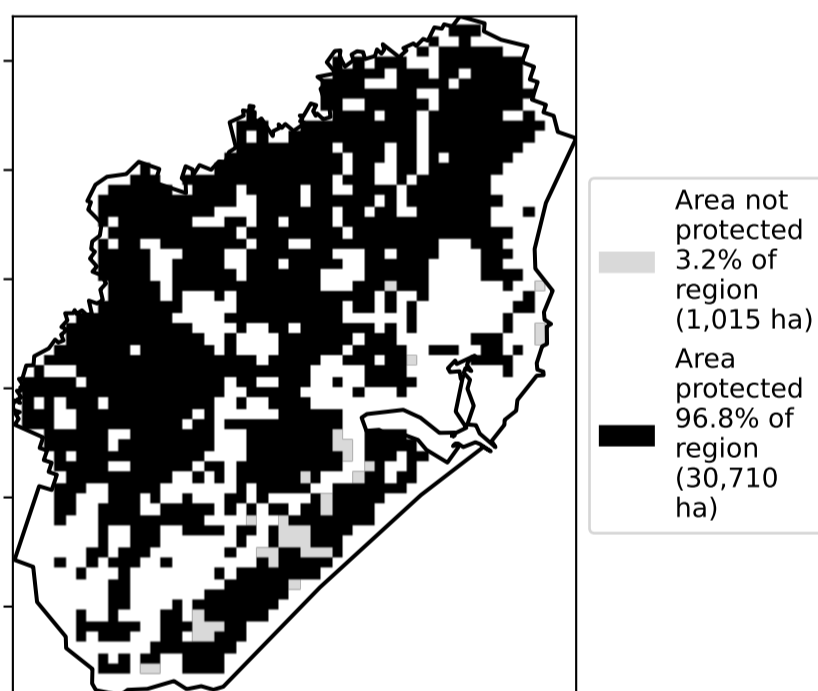 Area not
protected
3.2% of
region
(1,015 ha)
Area
protected
96.8% of
region
(30,710
ha)